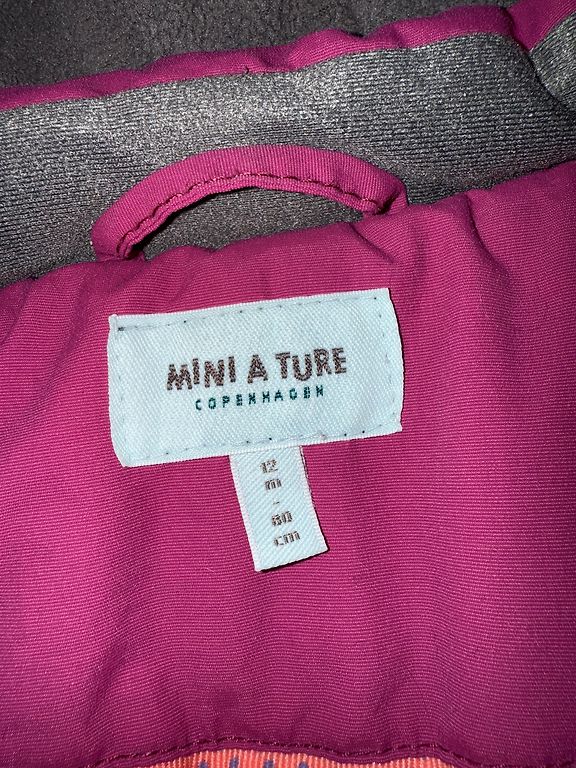 MINI A TURE
COPENHAGEN
12
m
-
80
cm